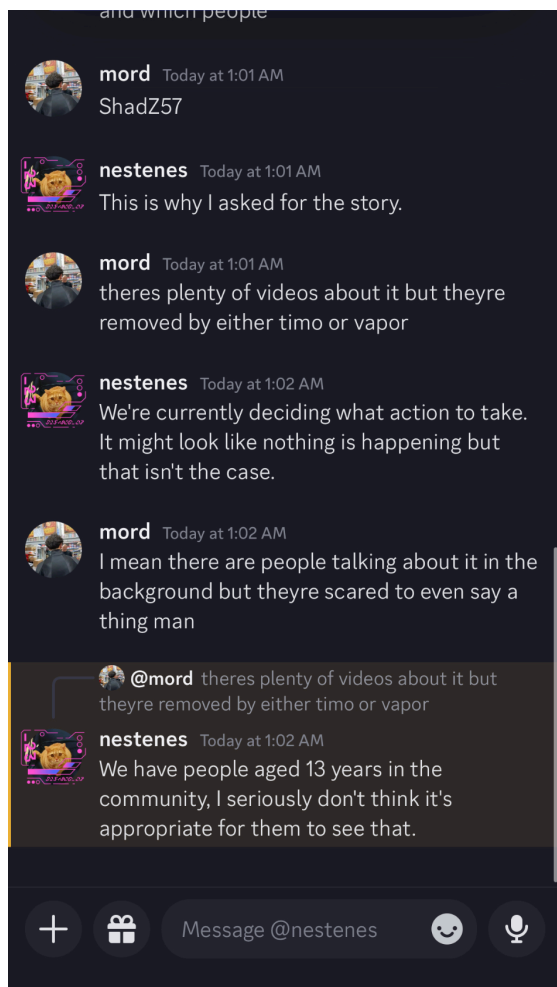 and which people
mord Today at 1:01 AM
ShadZ57
nestenes Today at 1:01 AM
This is why I asked for the story.
mord Today at 1:01 AM
theres plenty of videos about it but theyre
removed by either timo or vapor
nestenes Today at 1:02 AM
We're currently deciding what action to take.
It might look like nothing is happening but
that isn't the case.
mord Today at 1:02 AM
I mean there are people talking about it in the
background but theyre scared to even say a
thing man
@mord theres plenty of videos about it but
theyre removed by either timo or vapor
nestenes Today at 1:02 AM
We have people aged 13 years in the
community, I seriously don't think it's
appropriate for them to see that.
Message @nestenes